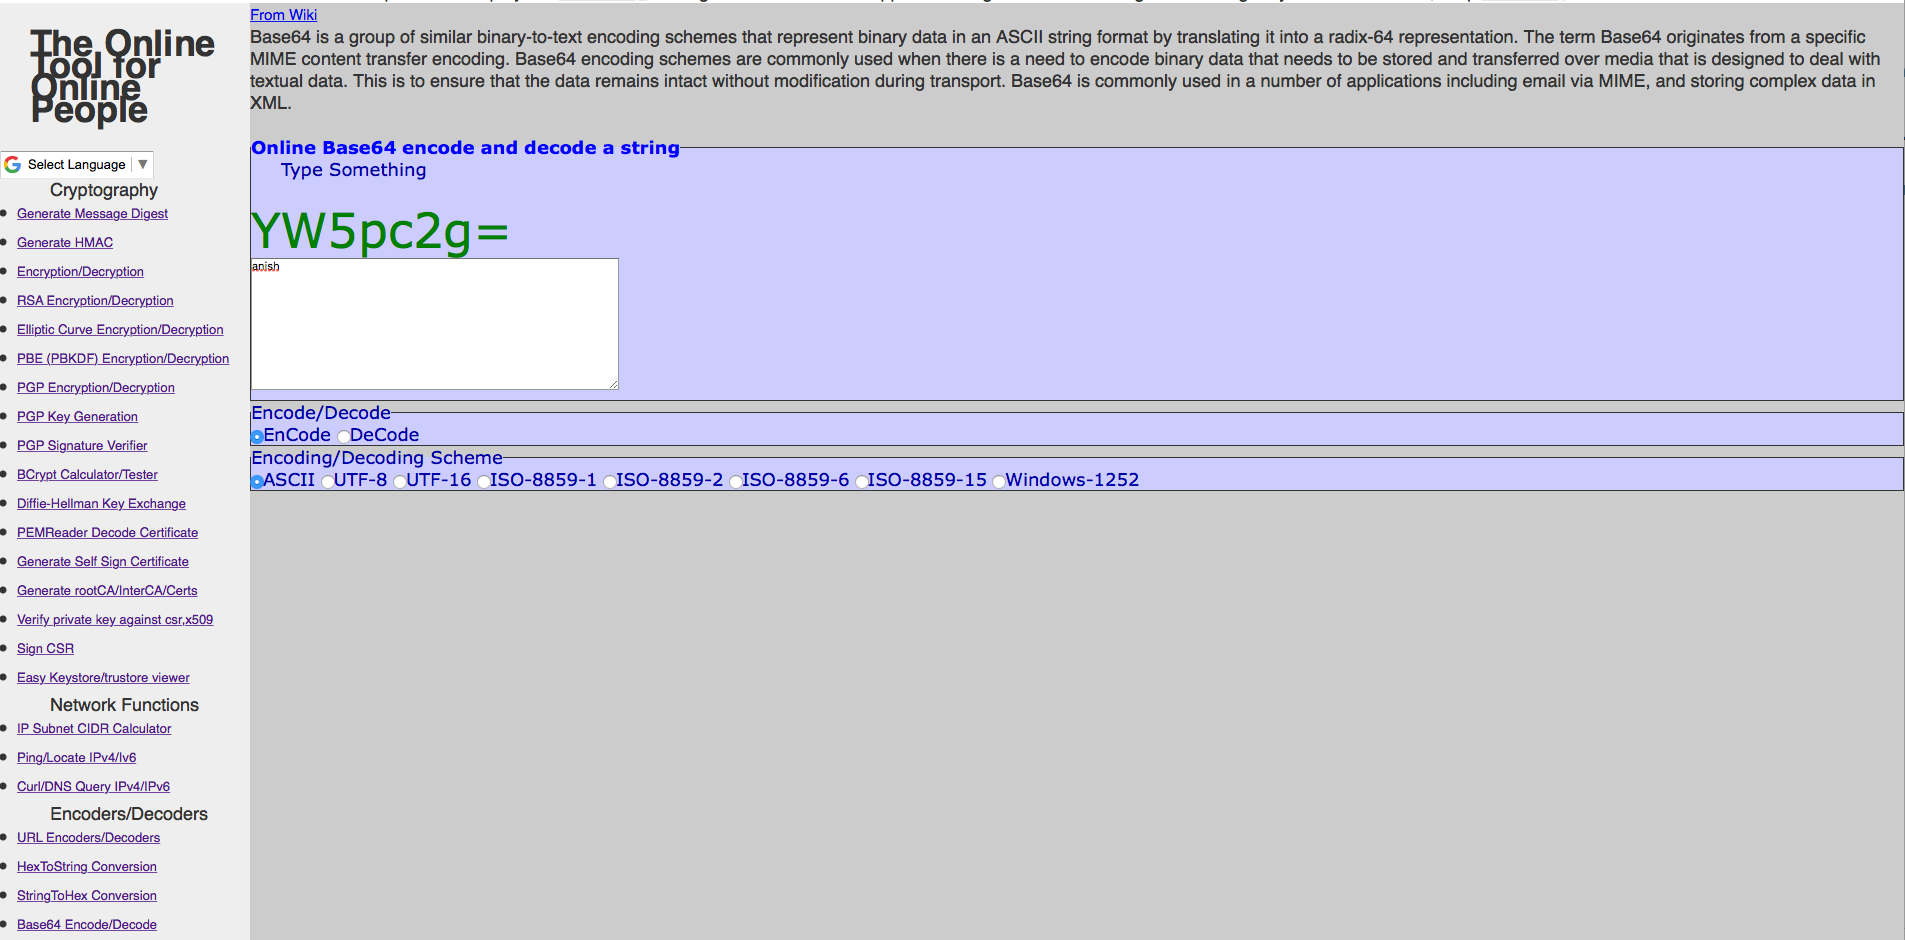 The Online
Tool for
Online
People
Select Language ▼
Cryptography
Generate Message Digest
Generate HMAC
Encryption/Decryption
RSA Encryption/Decryption
Elliptic Curve Encryption/Decryption
PBE (PBKDF) Encryption/Decryption
PGP Encryption/Decryption
PGP Key Generation
PGP Signature Verifier
BCrypt Calculator/Tester
Diffie-Hellman Key Exchange
PEMReader Decode Certificate
Generate Self Sign Certificate
Generate rootCA/InterCA/Certs
Verify private key against csr,x509
Sign CSR
Easy Keystore/trustore viewer
Network Functions
IP Subnet CIDR Calculator
Ping/Locate IPv4/Iv6
Curl/DNS Query IPv4/IPv6
Encoders/Decoders
URL Encoders/Decoders
HexToString Conversion
StringToHex Conversion
Base64 Encode/Decode
From Wiki
Base64 is a group of similar binary-to-text encoding schemes that represent binary data in an ASCII string format by translating it into a radix-64 representation. The term Base64 originates from a specific
MIME content transfer encoding. Base64 encoding schemes are commonly used when there is a need to encode binary data that needs to be stored and transferred over media that is designed to deal with
textual data. This is to ensure that the data remains intact without modification during transport. Base64 is commonly used in a number of applications including email via MIME, and storing complex data in
XML.
Online Base64 encode and decode a string
Type Something
YW5pc2g=
anish
Encode/Decode
EnCode DeCode
Encoding/Decoding Scheme
ASCII UTF-8 UTF-16 ISO-8859-1 ISO-8859-2 ISO-8859-6 ISO-8859-15 Windows-1252